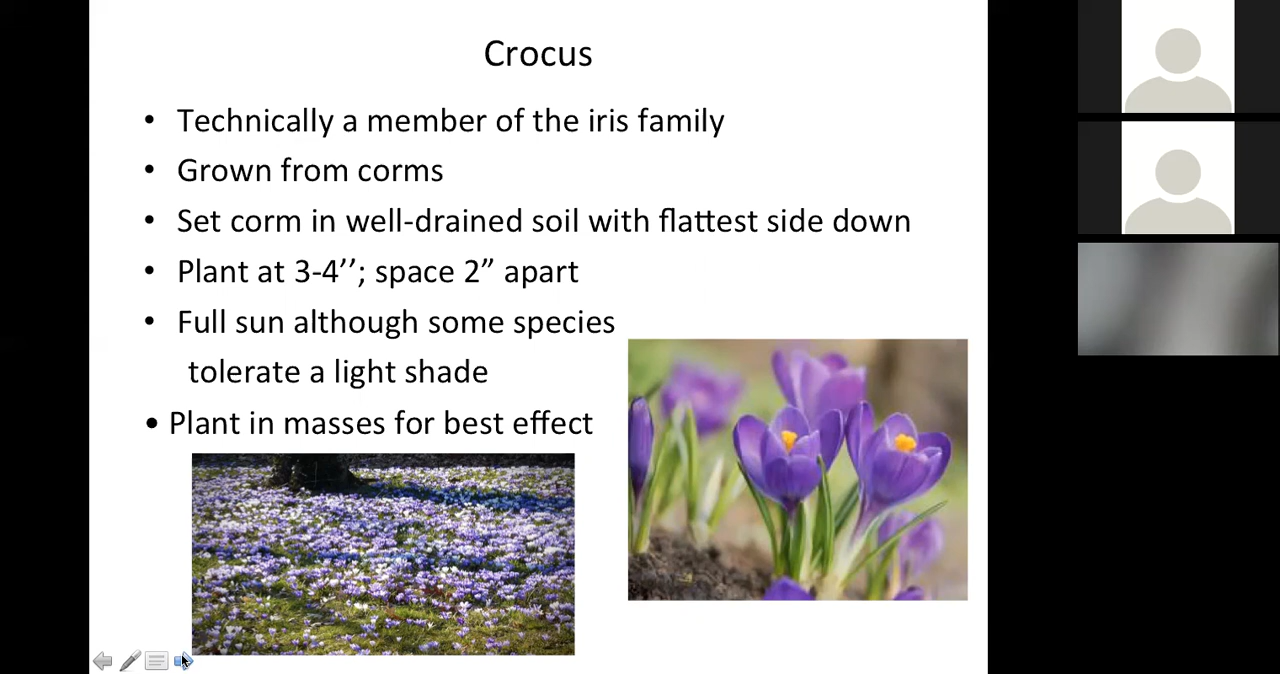 Crocus
• Technically a member of the iris family
• Grown from corms
• Set corm in well-drained soil with flattest side down
• Plant at 3-4’’; space 2” apart
• Full sun although some species
tolerate a light shade
• Plant in masses for best effect